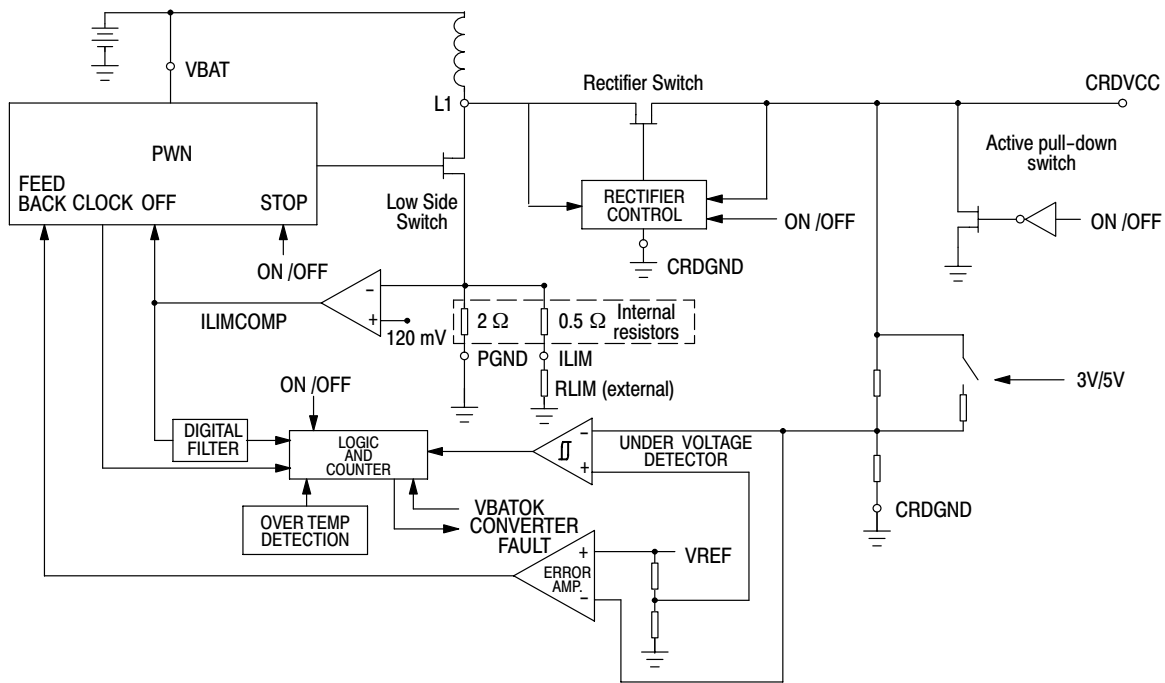 VBAT
PWN
FEED
BACK CLOCK OFF STOP
ON /OFF
L1
Low Side
Switch
Rectifier Switch
RECTIFIER
CONTROL
ON /OFF
CRDGND
CRDVCC
Active pull-down
switch
ON /OFF
ILIMCOMP
-
+
120 mV
2 Ω
0.5 Ω
Internal
resistors
PGND
ILIM
RLIM (external)
3V/5V
ON /OFF
DIGITAL
FILTER
LOGIC
AND
COUNTER
-
+
UNDER VOLTAGE
DETECTOR
OVER TEMP
DETECTION
VBATOK
CONVERTER
FAULT
CRDGND
+
ERROR
AMP.
-
VREF